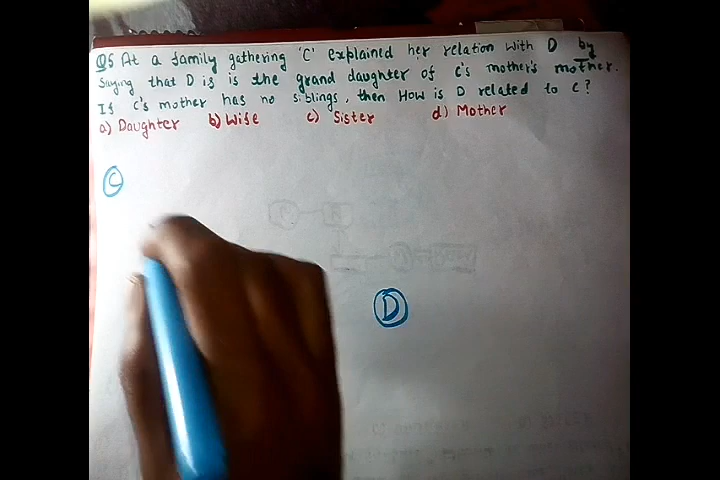 Q5 At a family gathering 'C' explained her relation with D by
saying that D is is the grand daughter of C's mother's mother.
If C's mother has no siblings, then How is D related to C?
a) Daughter b) Wife c) Sister d) Mother
C
D